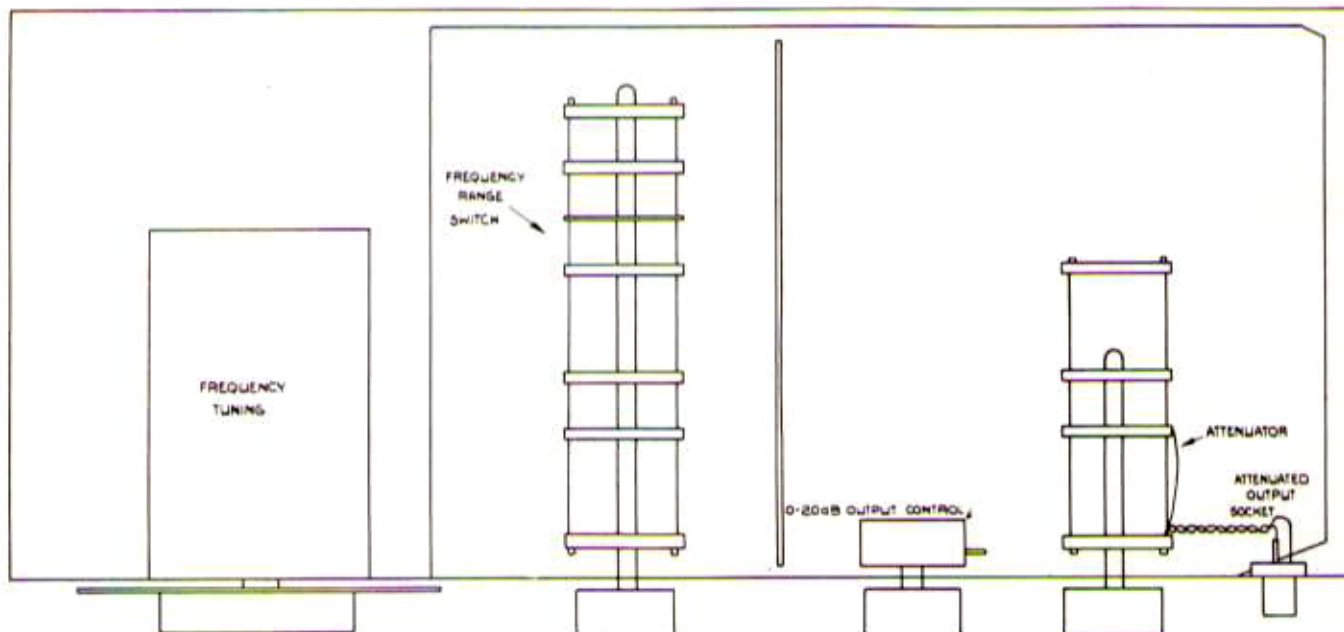 FREQUENCY
RANGE
SWITCH
FREQUENCY
TUNING
ATTENUATOR
ATTENUATED
OUTPUT
SOCKET
0-20dB OUTPUT CONTROL